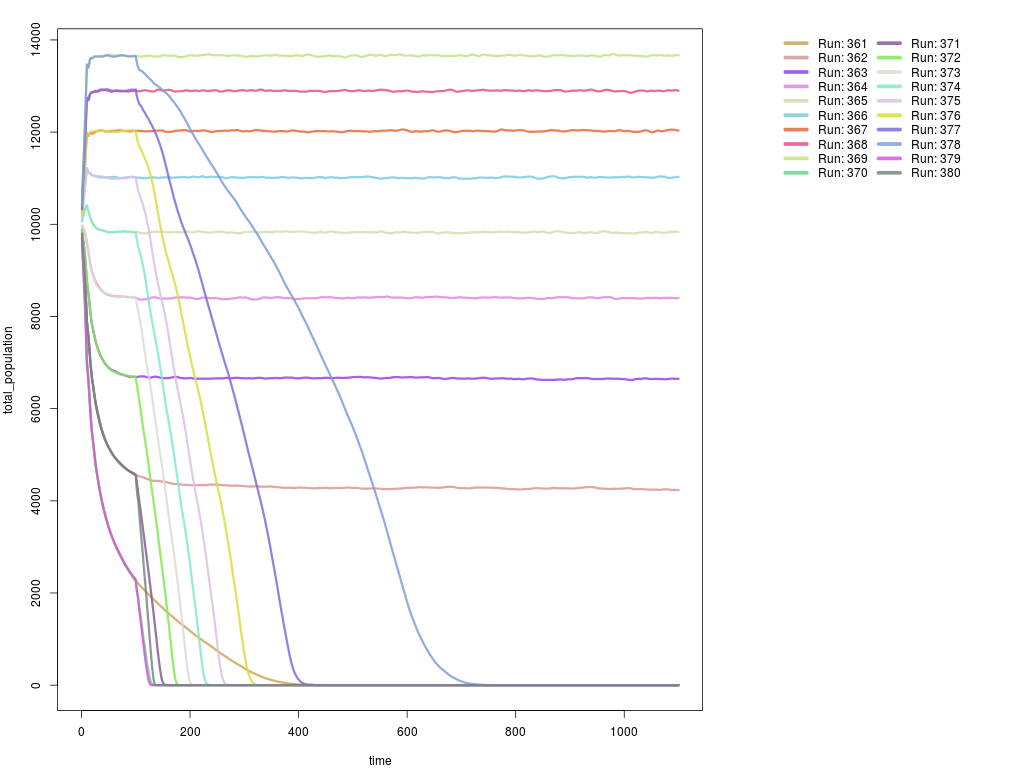 total_population
14000
12000
10000
8000
6000
4000
2000
0
0 200 400 600 800 1000
time
Run: 361 Run: 371
Run: 362 Run: 372
Run: 363 Run: 373
Run: 364 Run: 374
Run: 365 Run: 375
Run: 366 Run: 376
Run: 367 Run: 377
Run: 368 Run: 378
Run: 369 Run: 379
Run: 370 Run: 380